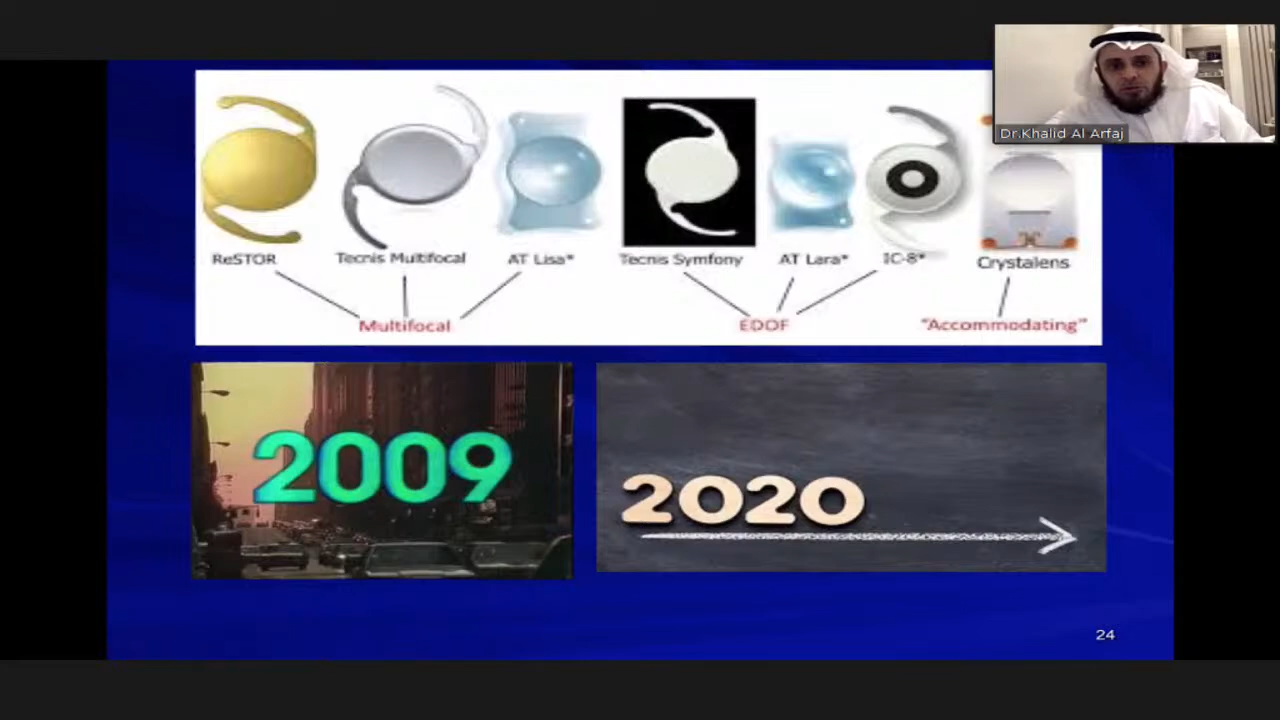 Dr.Khalid Al Arfaj
ReSTOR Tecnis Multifocal AT Lisa* Tecnis Symfony AT Lara* IC-8* Crystalens
Multifocal EDOF "Accommodating"
2009
2020
24